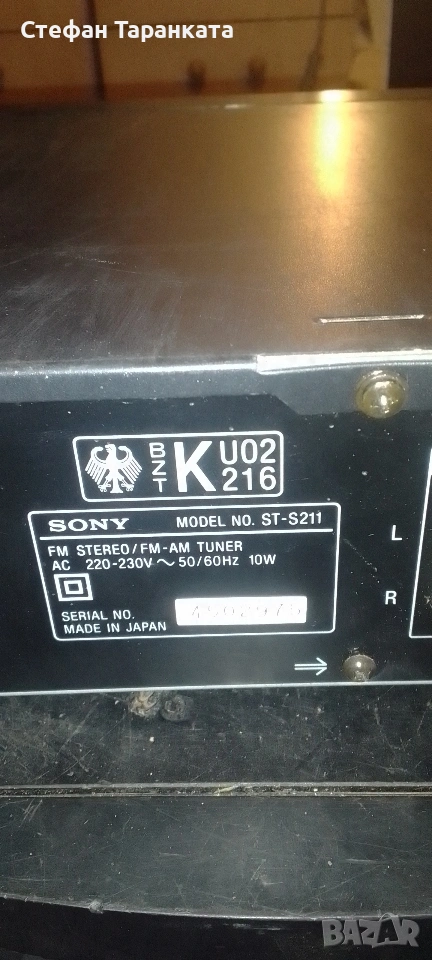 Стефан Таранката
BZT K U02 216
L
SONY MODEL NO. ST-S211
FM STEREO/FM-AM TUNER
AC 220-230V ~ 50/60Hz 10W
R
SERIAL NO.
MADE IN JAPAN
BAZAR